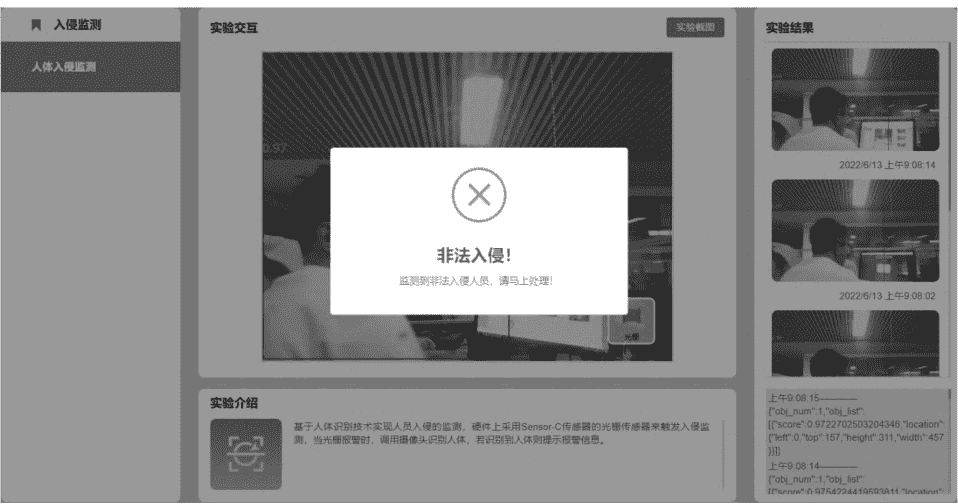 入侵监测
人体入侵监测
实验交互
实验截图
0.97
非法入侵！
监测到非法入侵人员，请马上处理！
光栅
实验介绍
基于人体识别技术实现人员入侵的监测，硬件上采用Sensor-C传感器的光栅传感器来触发入侵监
测，当光栅报警时，调用摄像头识别人体，若识别到人体则提示报警信息。
实验结果
2022/6/13 上午9:08:14
2022/6/13 上午9:08:02
上午9:08:15————
{"obj_num":1,"obj_list":
[{"score":0.9722702503204346,"location":
{"left":0,"top":157,"height":311,"width":457
}}]}
上午9:08:14————
{"obj_num":1,"obj_list":
[{"score":0.9754224419593811,"location":